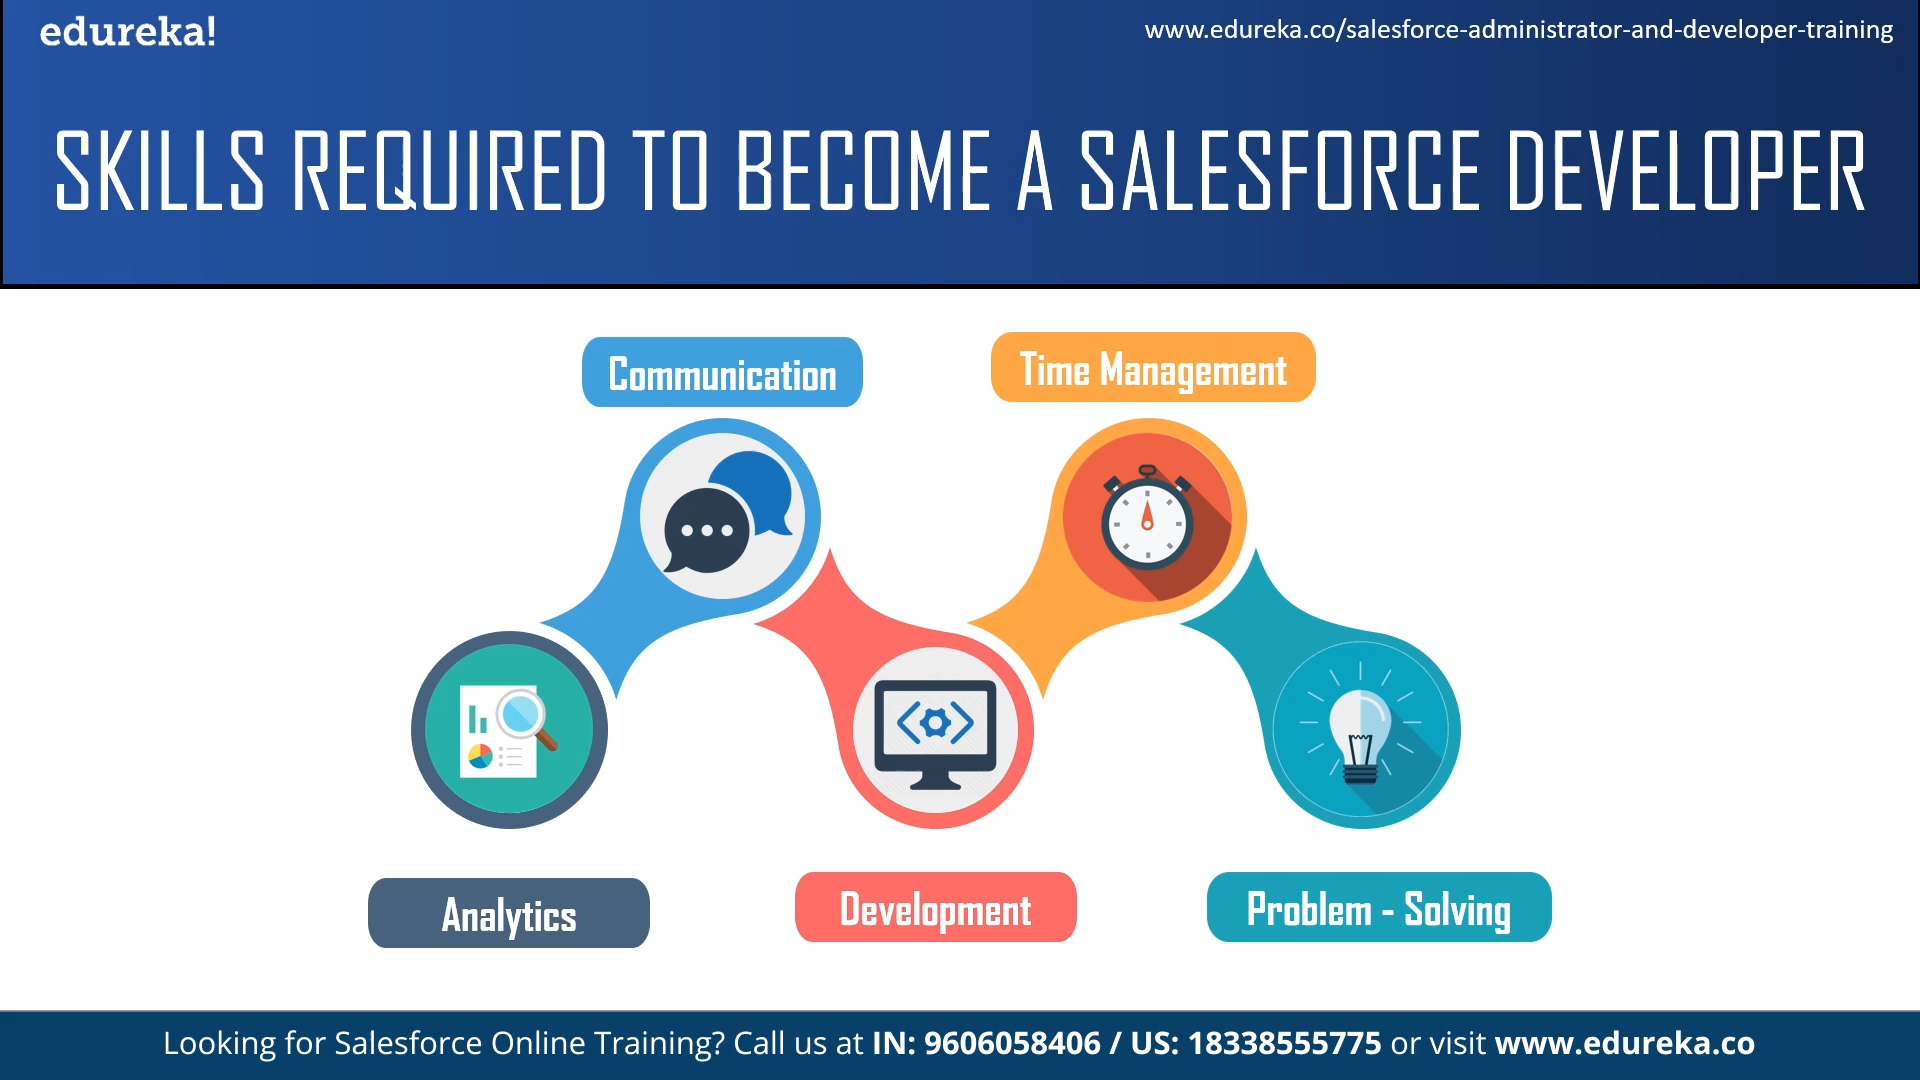 edureka!
www.edureka.co/salesforce-administrator-and-developer-training
SKILLS REQUIRED TO BECOME A SALESFORCE DEVELOPER
Communication
Time Management
Analytics
Development
Problem - Solving
Looking for Salesforce Online Training? Call us at IN: 9606058406 / US: 18338555775 or visit www.edureka.co